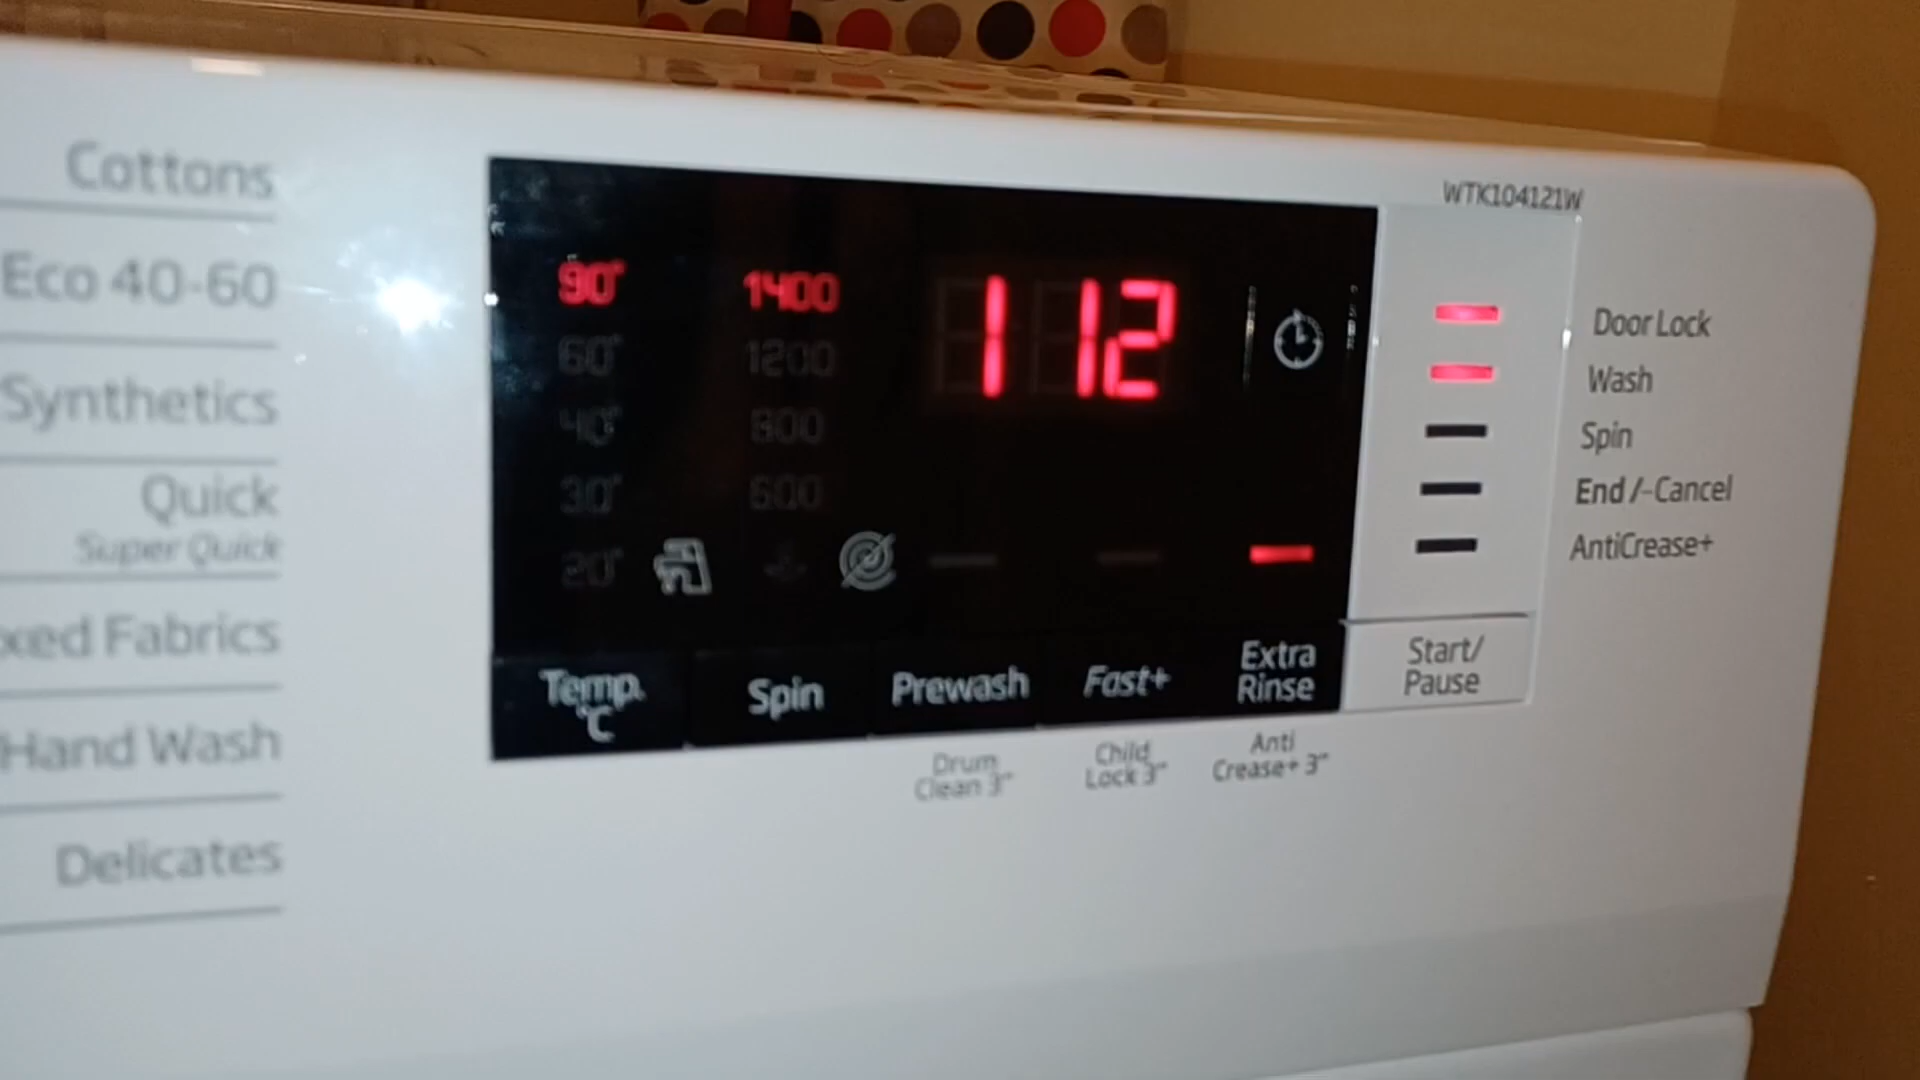 WTK104121W
Cottons
Eco 40-60
Synthetics
Quick
Super Quick
xed Fabrics
Hand Wash
Delicates
90° 1400 112
60° 1200
40° 800
30° 600
20°
Temp. °C
Spin
Prewash
Fast+
Extra
Rinse
Drum
Clean 3"
Child
Lock 3"
Anti
Crease+ 3"
Door Lock
Wash
Spin
End /-Cancel
AntiCrease+
Start/
Pause